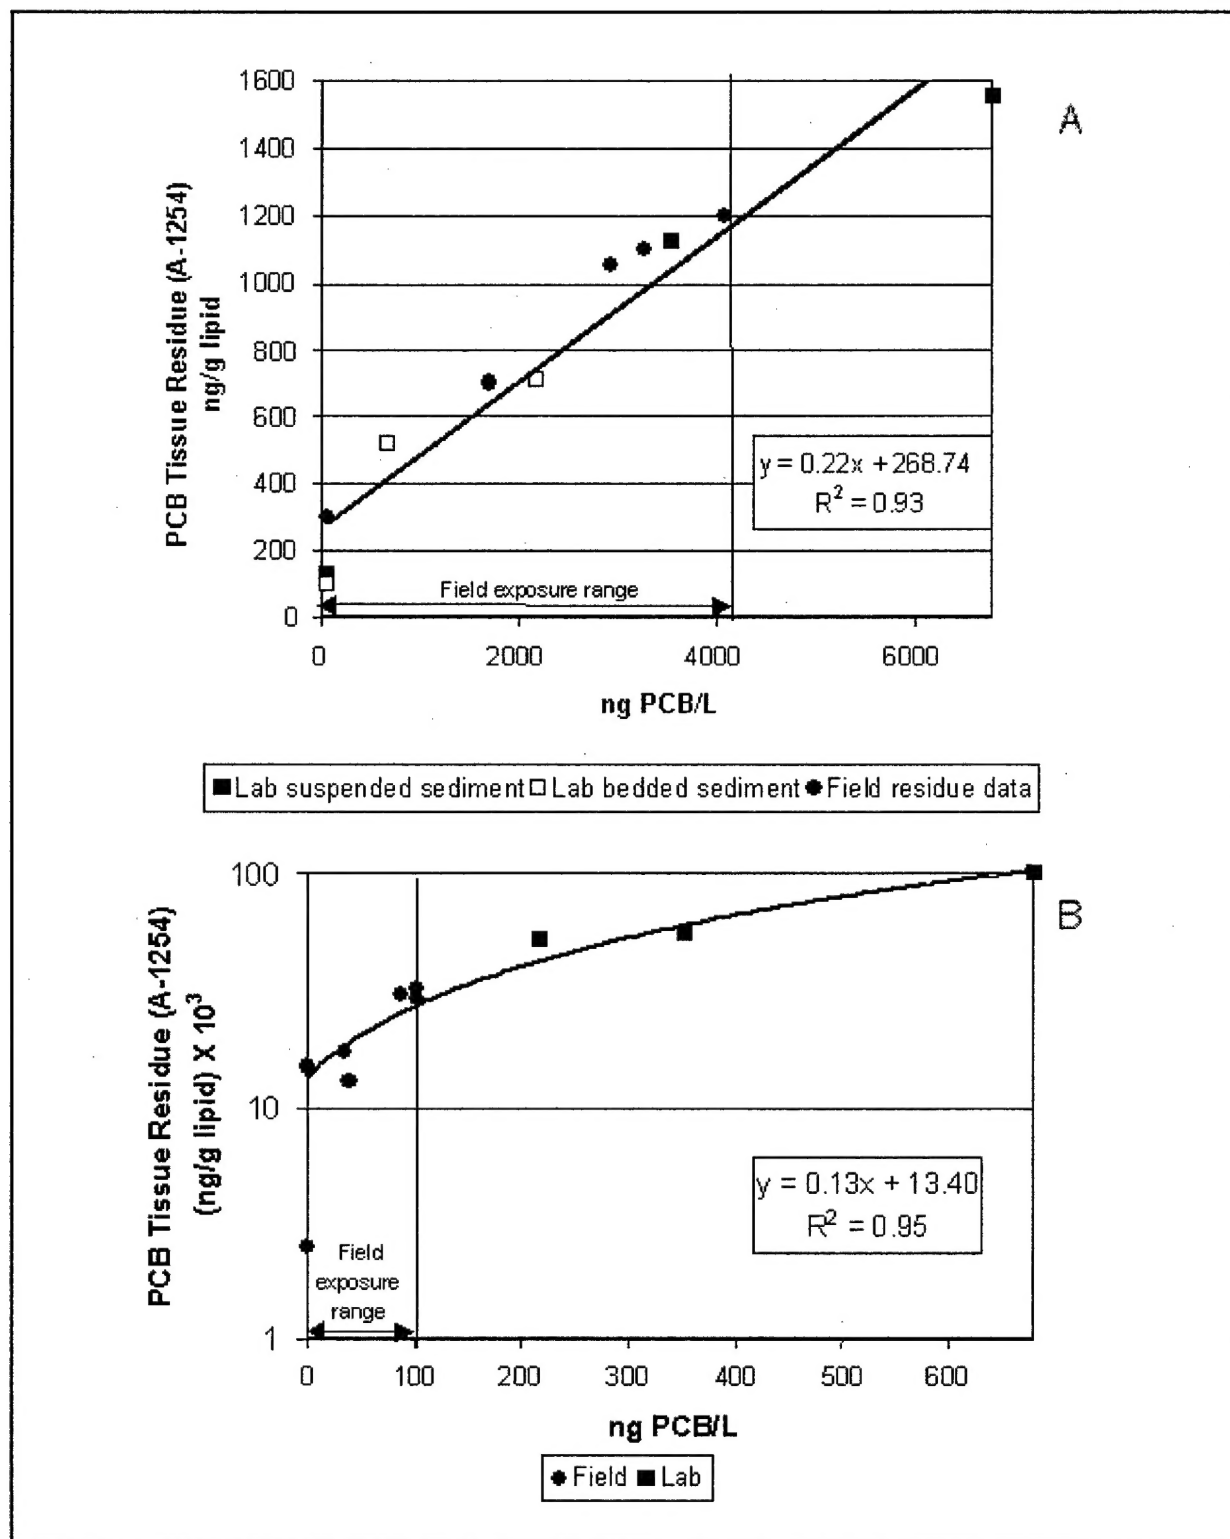 A
PCB Tissue Residue (A-1254)
ng/g lipid
1600
1400
1200
1000
800
600
400
200
0
y = 0.22x + 268.74
R² = 0.93
Field exposure range
0 2000 4000 6000
ng PCB/L
■ Lab suspended sediment □ Lab bedded sediment ● Field residue data
B
PCB Tissue Residue (A-1254)
(ng/g lipid) X 10³
100
10
1
y = 0.13x + 13.40
R² = 0.95
Field
exposure
range
0 100 200 300 400 500 600
ng PCB/L
● Field ■ Lab